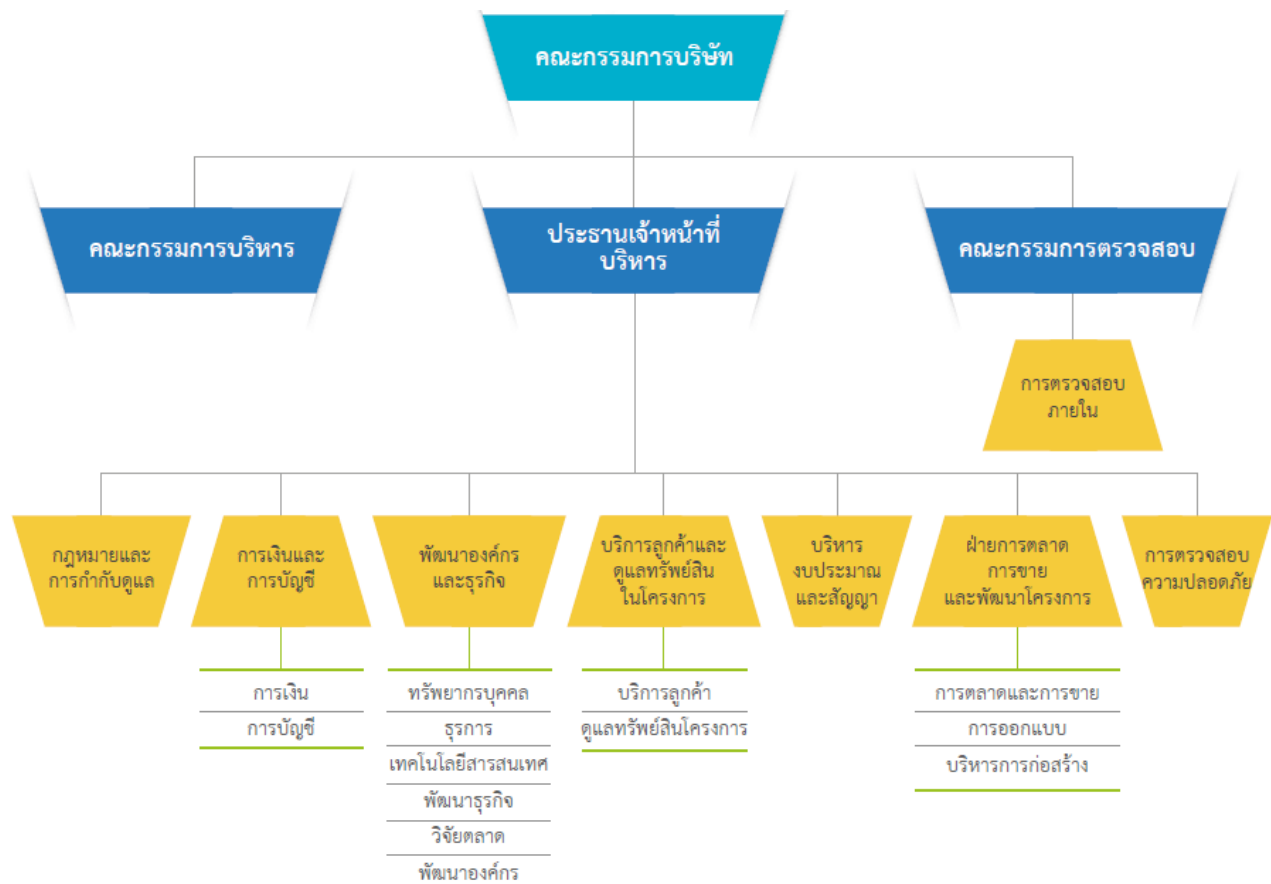 คณะกรรมการบริษัท
คณะกรรมการบริหาร
ประธานเจ้าหน้าที่
บริหาร
คณะกรรมการตรวจสอบ
การตรวจสอบ
ภายใน
กฎหมายและ
การกำกับดูแล
การเงินและ
การบัญชี
พัฒนาองค์กร
และธุรกิจ
บริการลูกค้าและ
ดูแลทรัพย์สิน
ในโครงการ
บริหาร
งบประมาณ
และสัญญา
ฝ่ายการตลาด
การขาย
และพัฒนาโครงการ
การตรวจสอบ
ความปลอดภัย
การเงิน
การบัญชี
ทรัพยากรบุคคล
ธุรการ
เทคโนโลยีสารสนเทศ
พัฒนาธุรกิจ
วิจัยตลาด
พัฒนาองค์กร
บริการลูกค้า
ดูแลทรัพย์สินโครงการ
การตลาดและการขาย
การออกแบบ
บริหารการก่อสร้าง